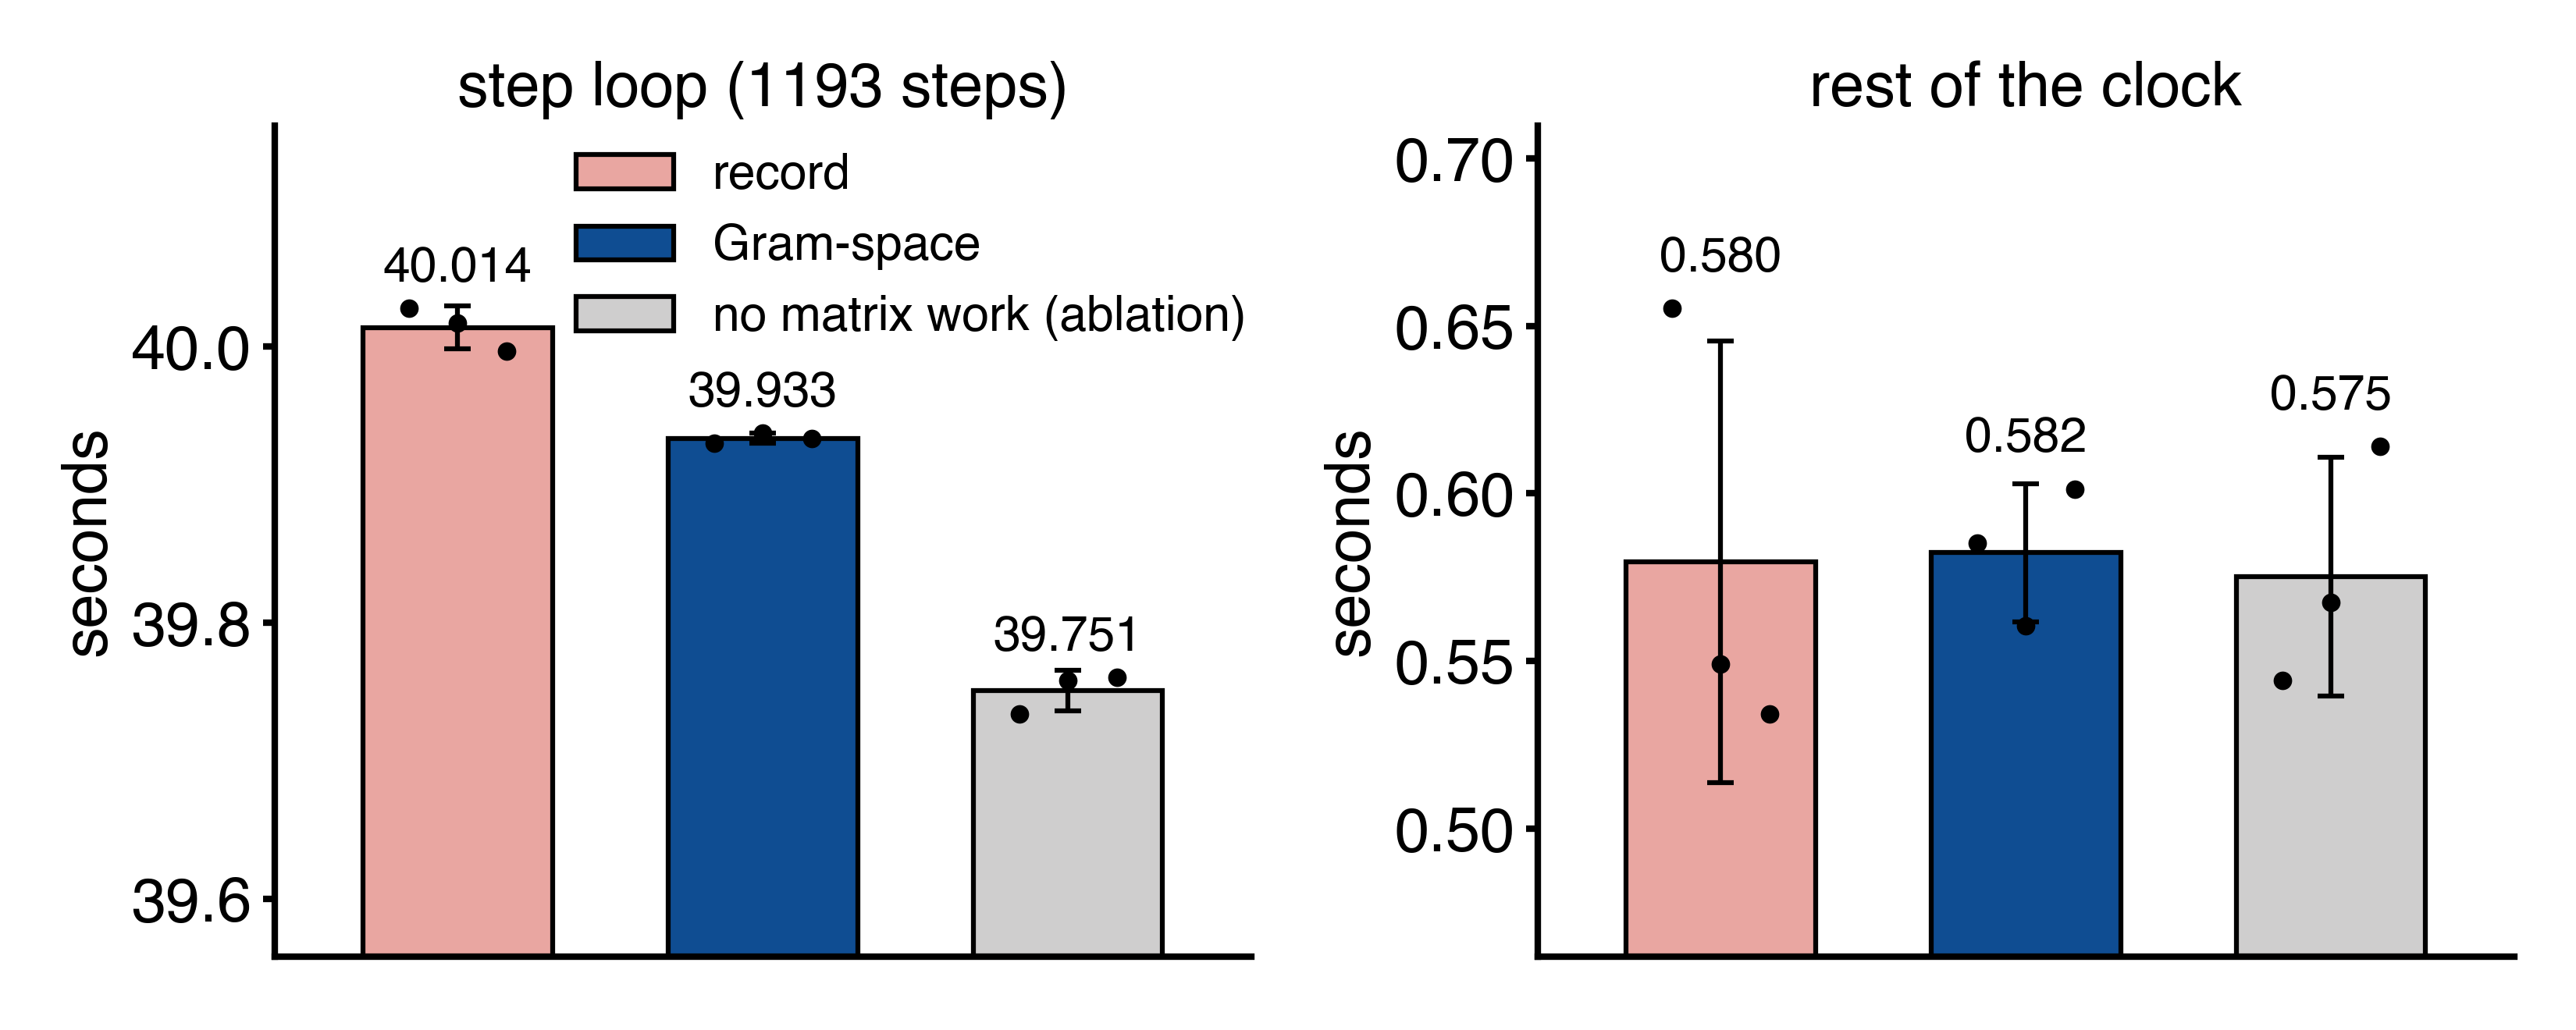 step loop (1193 steps)
record
Gram-space
no matrix work (ablation)
40.014
39.933
39.751
40.0
39.8
39.6
seconds
rest of the clock
0.580
0.582
0.575
0.70
0.65
0.60
0.55
0.50
seconds